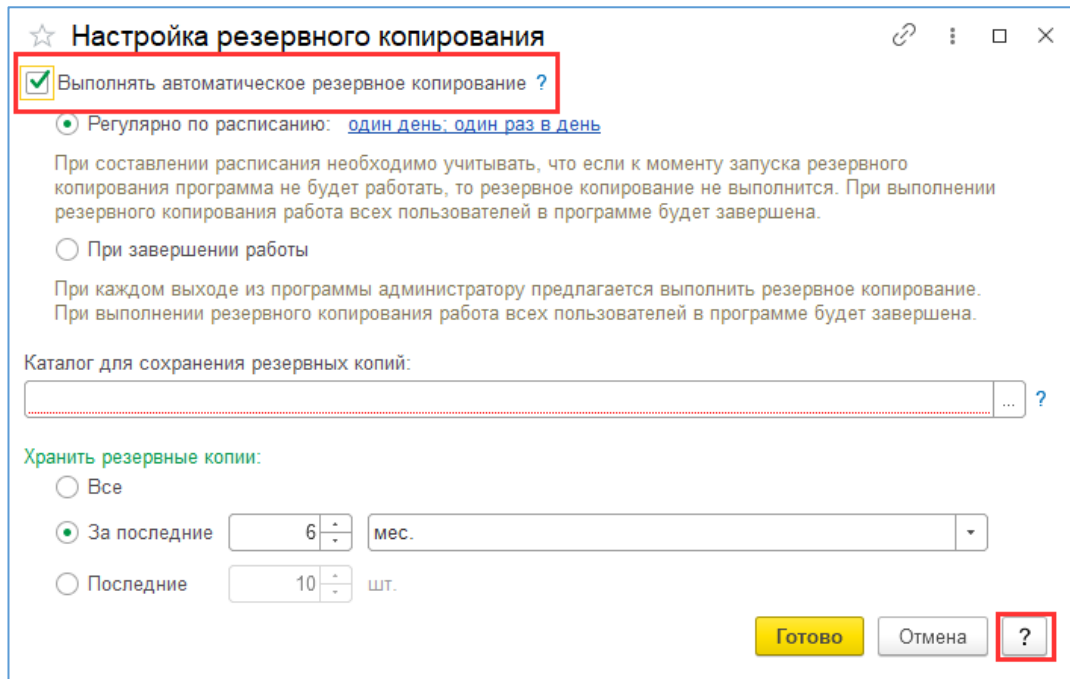 Настройка резервного копирования
Выполнять автоматическое резервное копирование ?
Регулярно по расписанию: один день; один раз в день
При составлении расписания необходимо учитывать, что если к моменту запуска резервного
копирования программа не будет работать, то резервное копирование не выполнится. При выполнении
резервного копирования работа всех пользователей в программе будет завершена.
При завершении работы
При каждом выходе из программы администратору предлагается выполнить резервное копирование.
При выполнении резервного копирования работа всех пользователей в программе будет завершена.
Каталог для сохранения резервных копий:
... ?
Хранить резервные копии:
Все
За последние 6 мес.
Последние 10 шт.
Готово Отмена ?